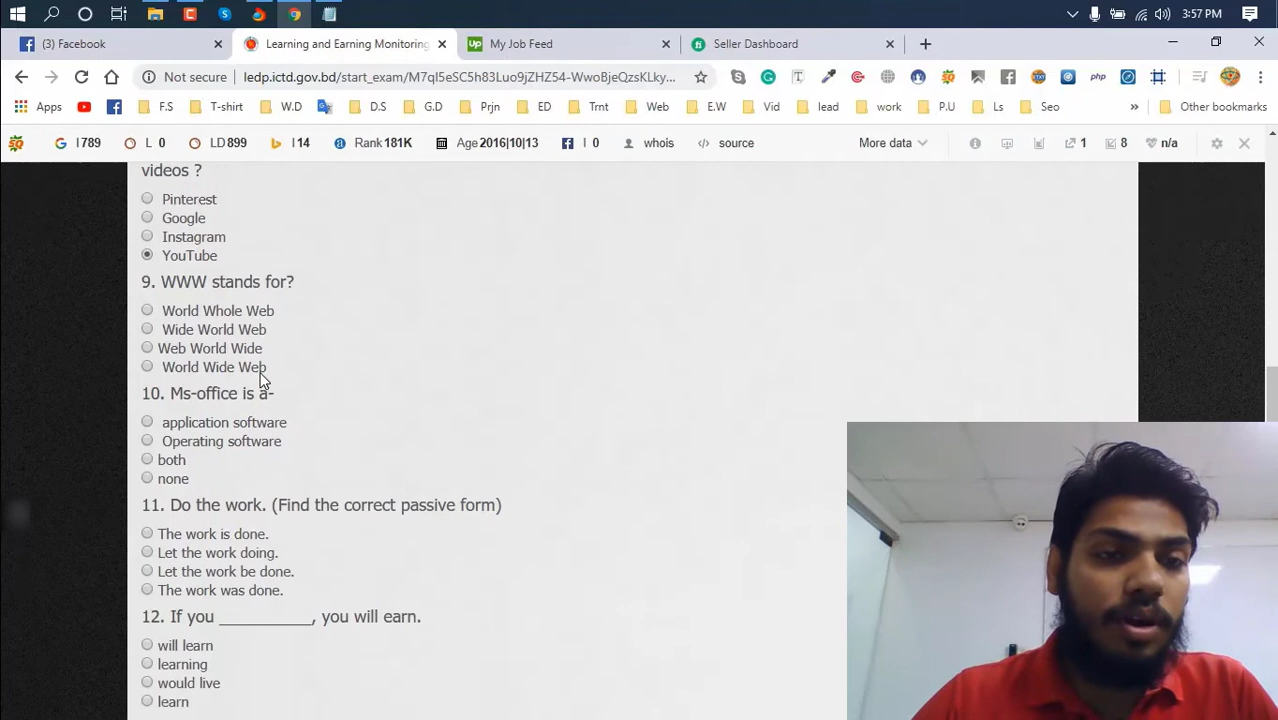 3:57 PM
(3) Facebook
Learning and Earning Monitoring
Up
My Job Feed
fi
Seller Dashboard
Not secure
ledp.ictd.gov.bd/start_exam/M7qI5eSC5h83Luo9jZHZ54-WwoBjeQzsKLky...
php
Apps
F.S
T-shirt
W.D
D.S
G.D
Prjn
ED
Trnt
Web
E.W
Vid
lead
work
P.U
Ls
Seo
»
Other bookmarks
I 789
L 0
LD 899
I 14
Rank 181K
Age 2016|10|13
I 0
whois
source
More data
1
8
n/a
videos ?
Pinterest
Google
Instagram
YouTube
9. WWW stands for?
World Whole Web
Wide World Web
Web World Wide
World Wide Web
10. Ms-office is a-
application software
Operating software
both
none
11. Do the work. (Find the correct passive form)
The work is done.
Let the work doing.
Let the work be done.
The work was done.
12. If you __________, you will earn.
will learn
learning
would live
learn